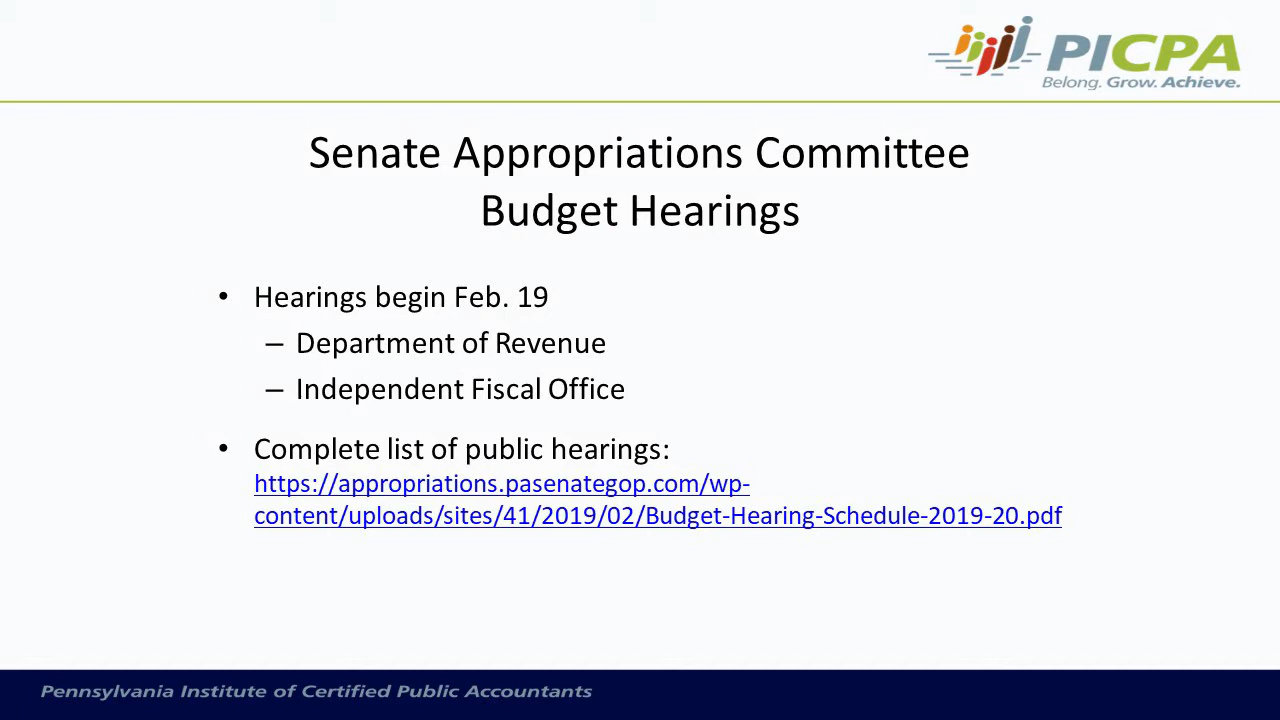 PICPA
Belong. Grow. Achieve.
Senate Appropriations Committee
Budget Hearings
• Hearings begin Feb. 19
– Department of Revenue
– Independent Fiscal Office
• Complete list of public hearings:
https://appropriations.pasenategop.com/wp-
content/uploads/sites/41/2019/02/Budget-Hearing-Schedule-2019-20.pdf
Pennsylvania Institute of Certified Public Accountants